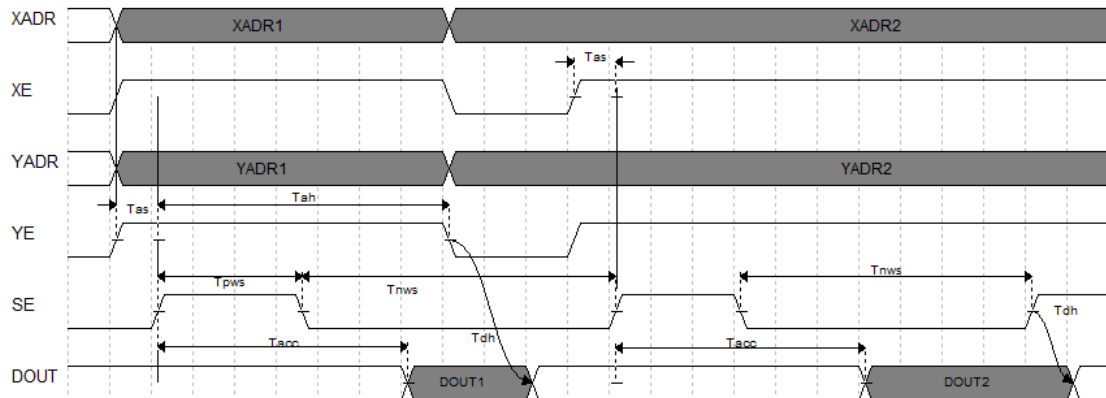 XADR XADR1 XADR2
Tas
XE
YADR YADR1 YADR2
Tas Tah
YE
Tpws Tnws Tnws
SE
Tdh Tdh
Tacc Tacc
DOUT DOUT1 DOUT2